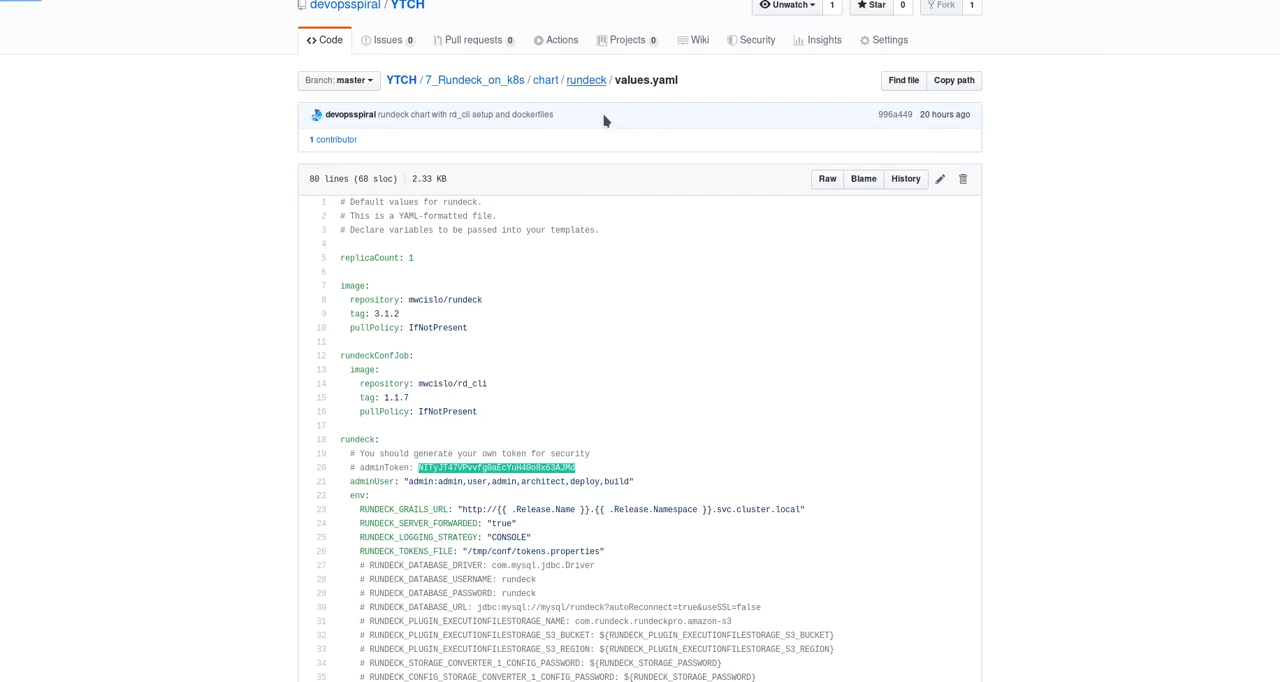 devopsspiral / YTCH
Unwatch 1 Star 0 Fork 1
Code Issues 0 Pull requests 0 Actions Projects 0 Wiki Security Insights Settings
Branch: master YTCH / 7_Rundeck_on_k8s / chart / rundeck / values.yaml Find file Copy path
devopsspiral rundeck chart with rd_cli setup and dockerfiles 996a449 20 hours ago
1 contributor
80 lines (68 sloc) 2.33 KB Raw Blame History
1 # Default values for rundeck.
2 # This is a YAML-formatted file.
3 # Declare variables to be passed into your templates.
4
5 replicaCount: 1
6
7 image:
8 repository: mwcislo/rundeck
9 tag: 3.1.2
10 pullPolicy: IfNotPresent
11
12 rundeckConfJob:
13 image:
14 repository: mwcislo/rd_cli
15 tag: 1.1.7
16 pullPolicy: IfNotPresent
17
18 rundeck:
19 # You should generate your own token for security
20 # adminToken:
21 adminUser: "admin:admin,user,admin,architect,deploy,build"
22 env:
23 RUNDECK_GRAILS_URL: "http://{{ .Release.Name }}.{{ .Release.Namespace }}.svc.cluster.local"
24 RUNDECK_SERVER_FORWARDED: "true"
25 RUNDECK_LOGGING_STRATEGY: "CONSOLE"
26 RUNDECK_TOKENS_FILE: "/tmp/conf/tokens.properties"
27 # RUNDECK_DATABASE_DRIVER: com.mysql.jdbc.Driver
28 # RUNDECK_DATABASE_USERNAME: rundeck
29 # RUNDECK_DATABASE_PASSWORD: rundeck
30 # RUNDECK_DATABASE_URL: jdbc:mysql://mysql/rundeck?autoReconnect=true&useSSL=false
31 # RUNDECK_PLUGIN_EXECUTIONFILESTORAGE_NAME: com.rundeck.rundeckpro.amazon-s3
32 # RUNDECK_PLUGIN_EXECUTIONFILESTORAGE_S3_BUCKET: ${RUNDECK_PLUGIN_EXECUTIONFILESTORAGE_S3_BUCKET}
33 # RUNDECK_PLUGIN_EXECUTIONFILESTORAGE_S3_REGION: ${RUNDECK_PLUGIN_EXECUTIONFILESTORAGE_S3_REGION}
34 # RUNDECK_STORAGE_CONVERTER_1_CONFIG_PASSWORD: ${RUNDECK_STORAGE_PASSWORD}
35 # RUNDECK_CONFIG_STORAGE_CONVERTER_1_CONFIG_PASSWORD: ${RUNDECK_STORAGE_PASSWORD}